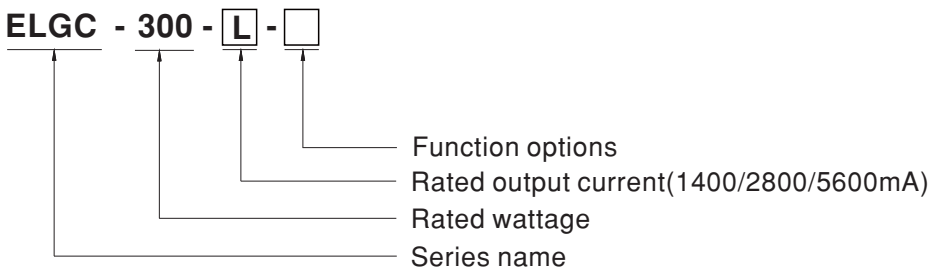 ELGC - 300 - L -
Function options
Rated output current(1400/2800/5600mA)
Rated wattage
Series name